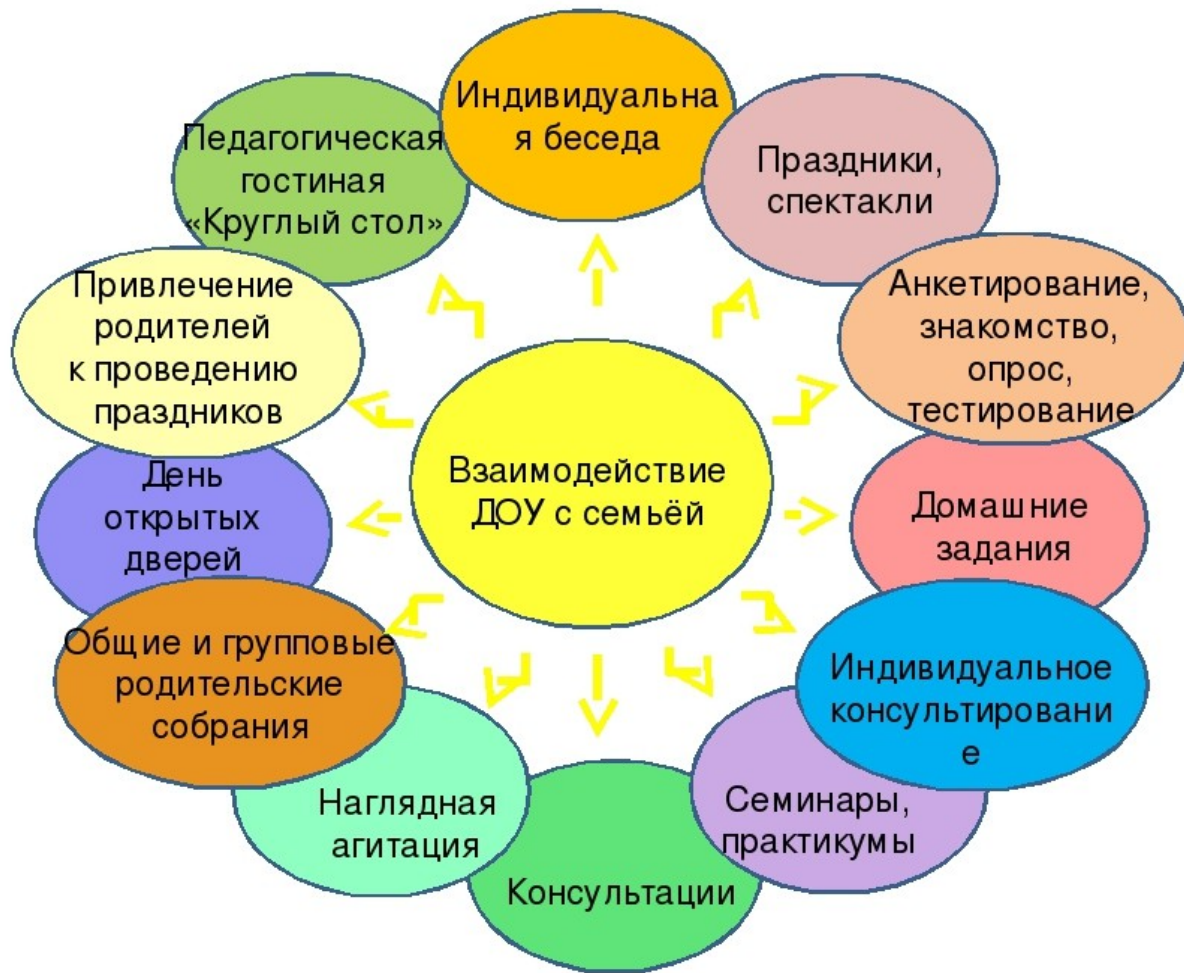 Индивидуальна
я беседа
Праздники,
спектакли
Анкетирование,
знакомство,
опрос,
тестирование
Домашние
задания
Индивидуальное
консультировани
е
Семинары,
практикумы
Консультации
Наглядная
агитация
Общие и групповые
родительские
собрания
День
открытых
дверей
Привлечение
родителей
к проведению
праздников
Педагогическая
гостиная
«Круглый стол»
Взаимодействие
ДОУ с семьёй